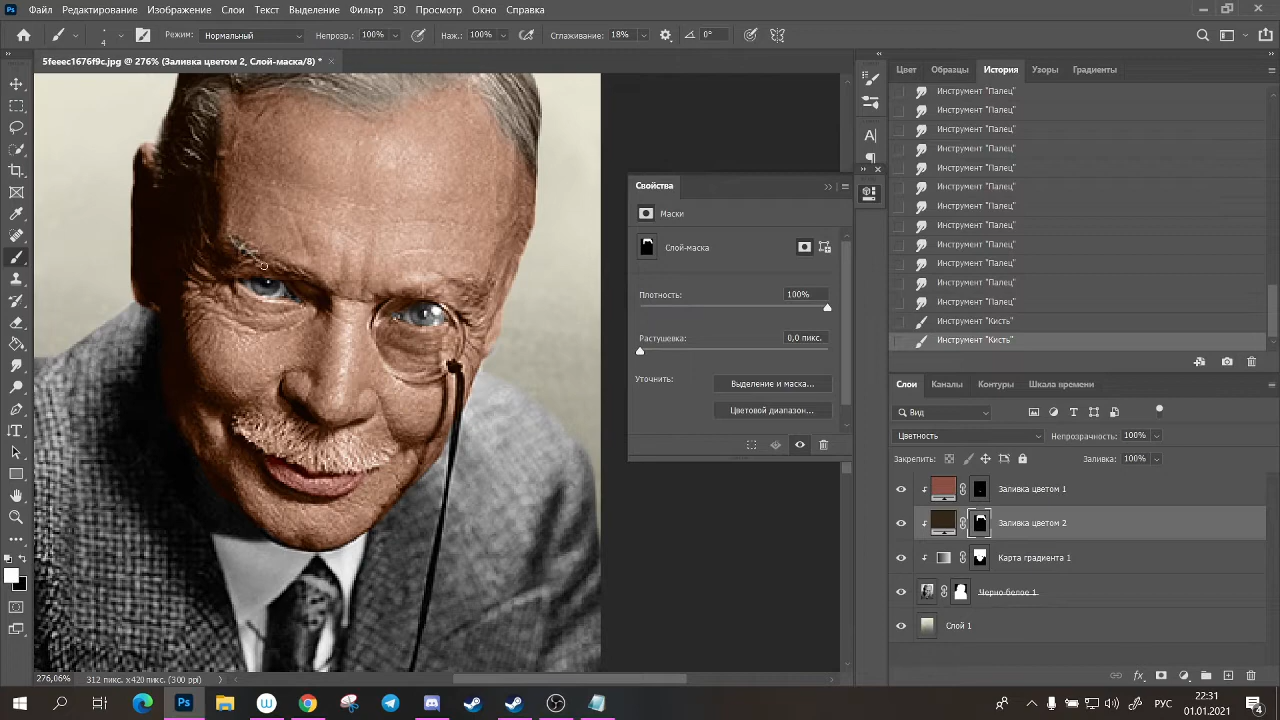 Ps Файл Редактирование Изображение Слои Текст Выделение Фильтр 3D Просмотр Окно Справка
4 Режим: Нормальный Непрозр.: 100% Наж.: 100% Сглаживание: 18% 0°
5feeec1676f9c.jpg @ 276% (Заливка цветом 2, Слой-маска/8) *
Цвет Образцы История Узоры Градиенты
Инструмент "Палец"
Инструмент "Палец"
Инструмент "Палец"
Инструмент "Палец"
Инструмент "Палец"
Инструмент "Палец"
Инструмент "Палец"
Инструмент "Палец"
Инструмент "Палец"
Инструмент "Палец"
Инструмент "Палец"
Инструмент "Палец"
Инструмент "Кисть"
Инструмент "Кисть"
Свойства
Маски
Слой-маска
Плотность: 100%
Растушевка: 0,0 пикс.
Уточнить: Выделение и маска...
Цветовой диапазон...
Слои Каналы Контуры Шкала времени
Вид
Цветность Непрозрачность: 100%
Закрепить: Заливка: 100%
Заливка цветом 1
Заливка цветом 2
Карта градиента 1
Черно-белое 1
Слой 1
276,06% 312 пикс. x 420 пикс. (300 ppi)
Ps РУС 22:31 01.01.2021 4